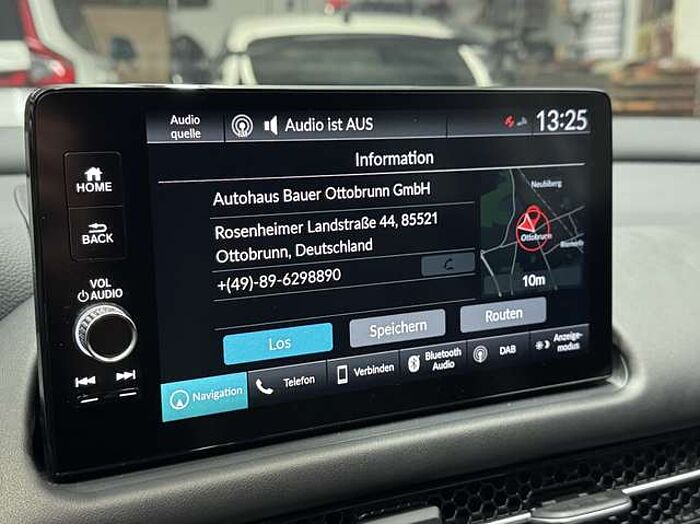 Audio
quelle
Audio ist AUS
13:25
HOME
BACK
VOL
AUDIO
Information
Autohaus Bauer Ottobrunn GmbH
Rosenheimer Landstraße 44, 85521
Ottobrunn, Deutschland
+(49)-89-6298890
Neubiberg
Ottobrunn
10m
Los
Speichern
Routen
Navigation
Telefon
Verbinden
Bluetooth
Audio
DAB
Anzeige-
modus